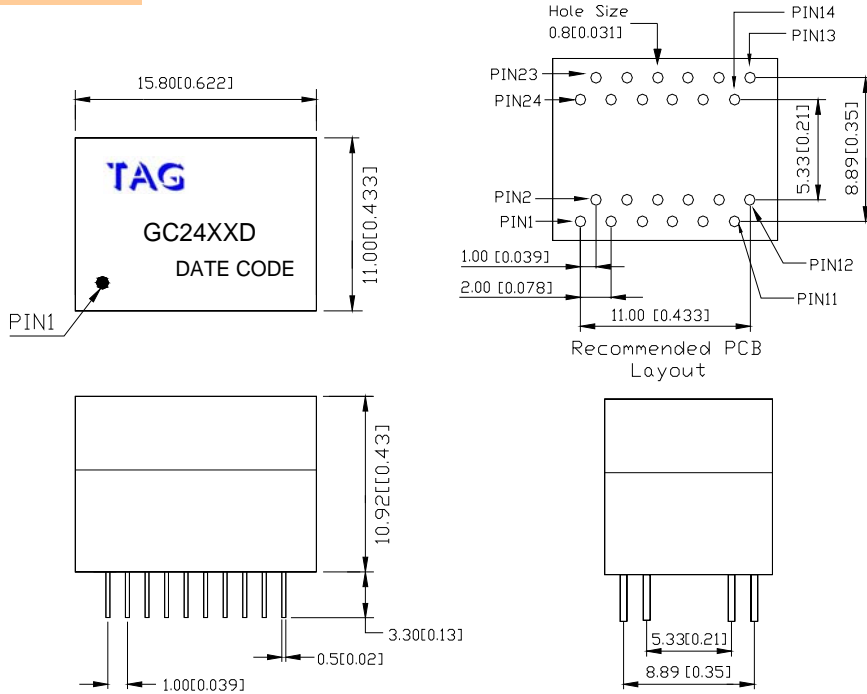 15.80[0.622]
TAG
GC24XXD
DATE CODE
PIN1
11.00[0.433]
Hole Size
0.8[0.031]
PIN14
PIN13
PIN23
PIN24
5.33[0.21]
8.89[0.35]
PIN2
PIN1
PIN12
PIN11
1.00 [0.039]
2.00 [0.078]
11.00 [0.433]
Recommended PCB
Layout
10.92[[0.43]
3.30[0.13]
0.5[0.02]
1.00[0.039]
5.33[0.21]
8.89 [0.35]